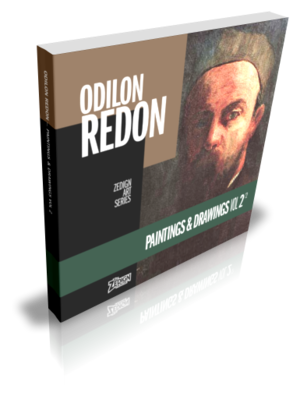 ODILON
REDON
ZEDIGN
ART
SERIES
PAINTINGS & DRAWINGS VOL 2
ODILON REDON PAINTINGS & DRAWINGS VOL 2
ZEDIGN